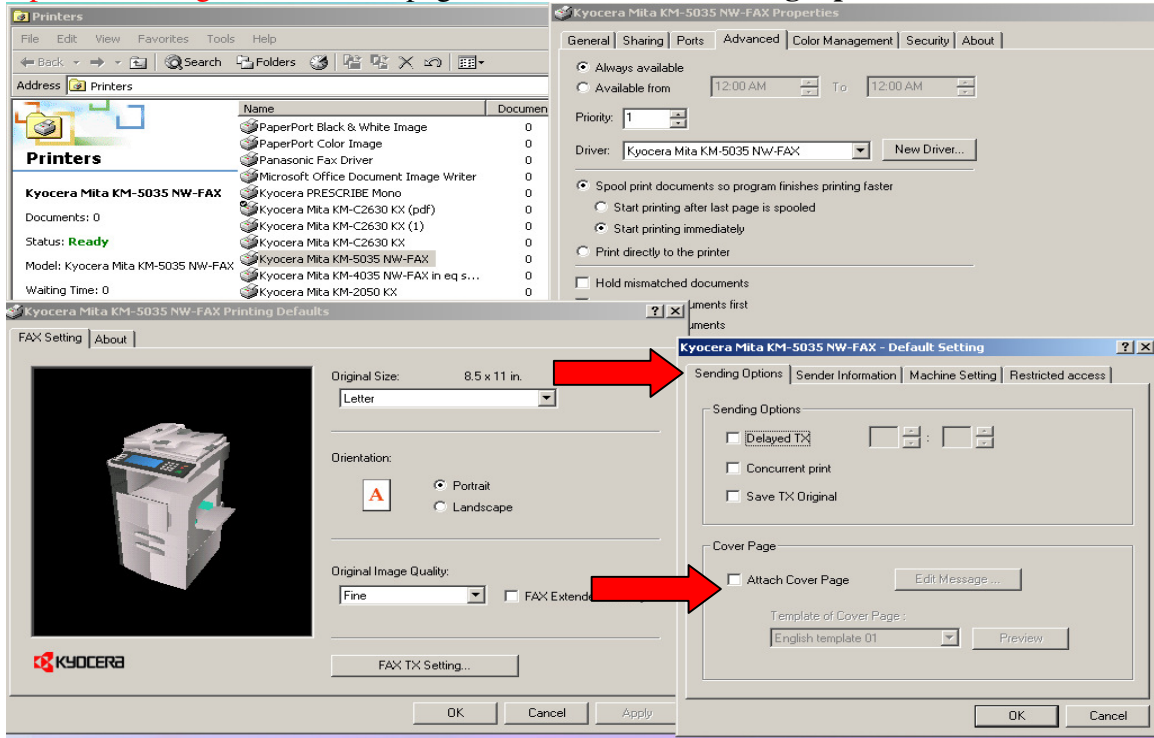 Printers
File Edit View Favorites Tools Help
Back Search Folders
Address Printers
Printers
Kyocera Mita KM-5035 NW-FAX
Documents: 0
Status: Ready
Model: Kyocera Mita KM-5035 NW-FAX
Waiting Time: 0
Name Documen
PaperPort Black & White Image 0
PaperPort Color Image 0
Panasonic Fax Driver 0
Microsoft Office Document Image Writer 0
Kyocera PRESCRIBE Mono 0
Kyocera Mita KM-C2630 KX (pdf) 0
Kyocera Mita KM-C2630 KX (1) 0
Kyocera Mita KM-C2630 KX 0
Kyocera Mita KM-5035 NW-FAX 0
Kyocera Mita KM-4035 NW-FAX in eq s... 0
Kyocera Mita KM-2050 KX 0
Kyocera Mita KM-5035 NW-FAX Properties
General Sharing Ports Advanced Color Management Security About
Always available
Available from 12:00 AM To 12:00 AM
Priority: 1
Driver: Kyocera Mita KM-5035 NW-FAX New Driver...
Spool print documents so program finishes printing faster
Start printing after last page is spooled
Start printing immediately
Print directly to the printer
Hold mismatched documents
uments first
uments
Kyocera Mita KM-5035 NW-FAX Printing Defaults
FAX Setting About
Original Size: 8.5 x 11 in.
Letter
Orientation:
A
Portrait
Landscape
Original Image Quality:
Fine FAX Extende
KYOCERA
FAX TX Setting...
OK Cancel Apply
Kyocera Mita KM-5035 NW-FAX - Default Setting
Sending Options Sender Information Machine Setting Restricted access
Sending Options
Delayed TX :
Concurrent print
Save TX Original
Cover Page
Attach Cover Page Edit Message ...
Template of Cover Page :
English template 01 Preview
OK Cancel